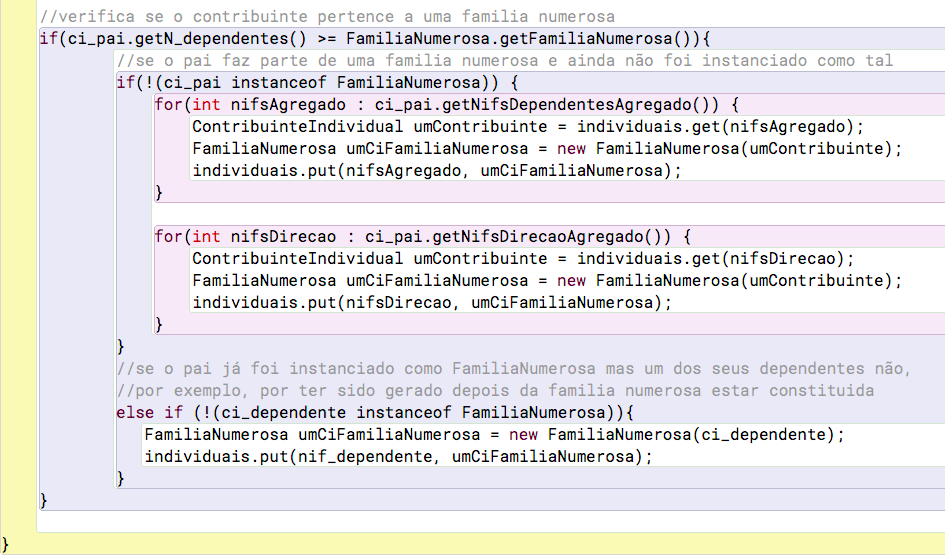 //verifica se o contribuinte pertence a uma familia numerosa
if(ci_pai.getN_dependentes() >= FamiliaNumerosa.getFamiliaNumerosa()){
//se o pai faz parte de uma familia numerosa e ainda não foi instanciado como tal
if(!(ci_pai instanceof FamiliaNumerosa)) {
for(int nifsAgregado : ci_pai.getNifsDependentesAgregado()) {
ContribuinteIndividual umContribuinte = individuais.get(nifsAgregado);
FamiliaNumerosa umCiFamiliaNumerosa = new FamiliaNumerosa(umContribuinte);
individuais.put(nifsAgregado, umCiFamiliaNumerosa);
}
for(int nifsDirecao : ci_pai.getNifsDirecaoAgregado()) {
ContribuinteIndividual umContribuinte = individuais.get(nifsDirecao);
FamiliaNumerosa umCiFamiliaNumerosa = new FamiliaNumerosa(umContribuinte);
individuais.put(nifsDirecao, umCiFamiliaNumerosa);
}
}
//se o pai já foi instanciado como FamiliaNumerosa mas um dos seus dependentes não,
//por exemplo, por ter sido gerado depois da familia numerosa estar constituida
else if (!(ci_dependente instanceof FamiliaNumerosa)){
FamiliaNumerosa umCiFamiliaNumerosa = new FamiliaNumerosa(ci_dependente);
individuais.put(nif_dependente, umCiFamiliaNumerosa);
}
}
}